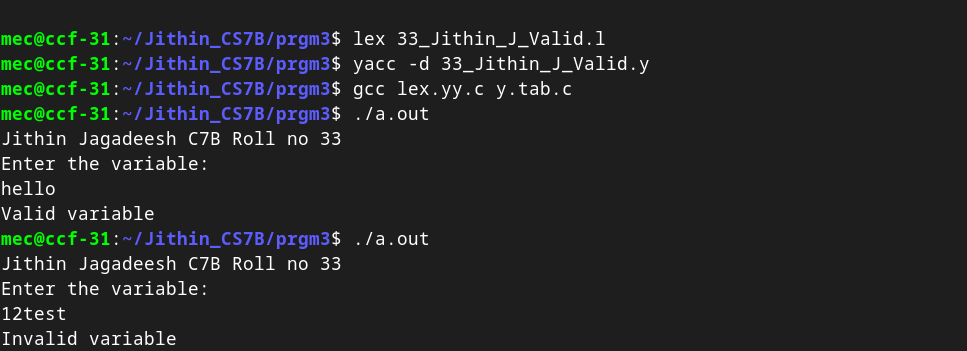 mec@ccf-31:~/Jithin_CS7B/prgm3$ lex 33_Jithin_J_Valid.l
mec@ccf-31:~/Jithin_CS7B/prgm3$ yacc -d 33_Jithin_J_Valid.y
mec@ccf-31:~/Jithin_CS7B/prgm3$ gcc lex.yy.c y.tab.c
mec@ccf-31:~/Jithin_CS7B/prgm3$ ./a.out
Jithin Jagadeesh C7B Roll no 33
Enter the variable:
hello
Valid variable
mec@ccf-31:~/Jithin_CS7B/prgm3$ ./a.out
Jithin Jagadeesh C7B Roll no 33
Enter the variable:
12test
Invalid variable